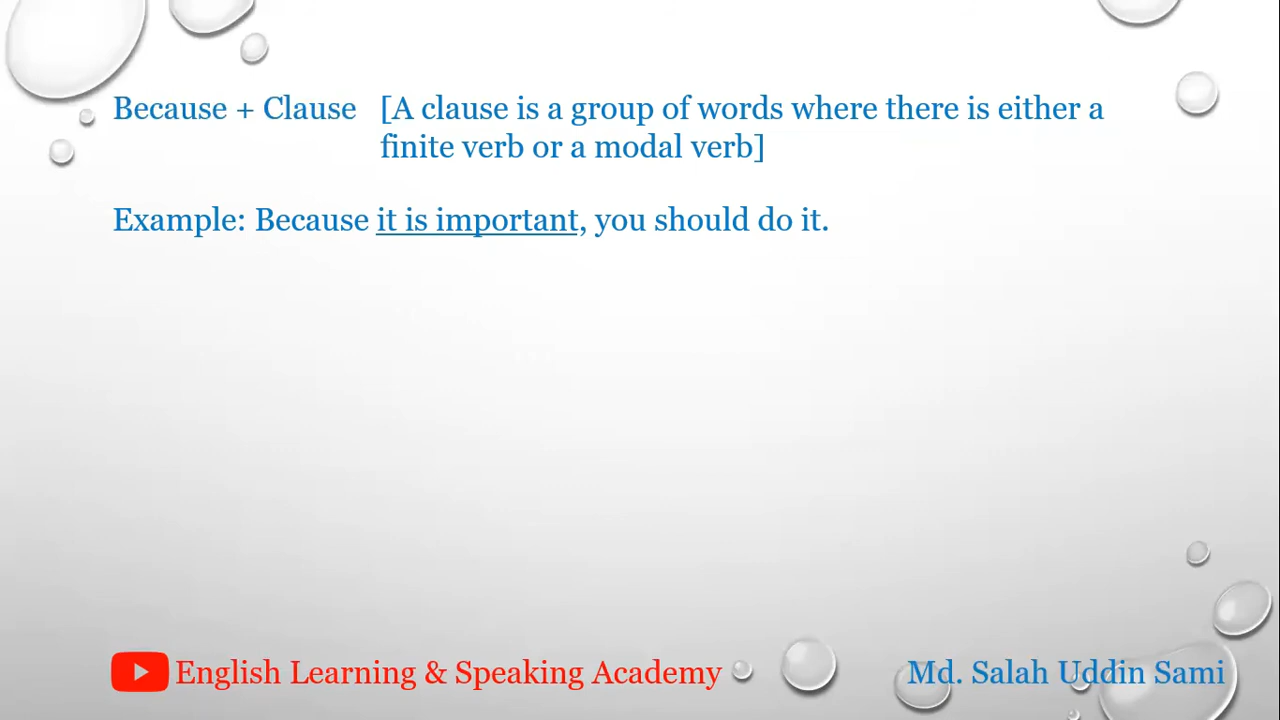 Because + Clause [A clause is a group of words where there is either a
finite verb or a modal verb]
Example: Because it is important, you should do it.
English Learning & Speaking Academy
Md. Salah Uddin Sami